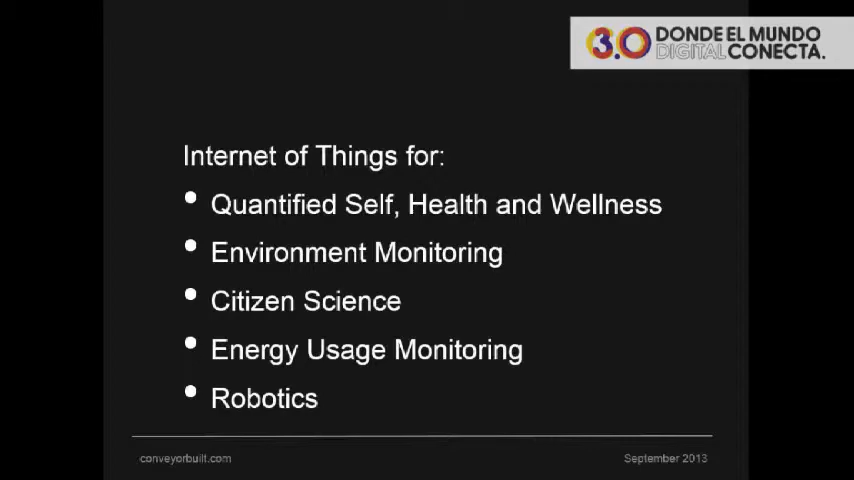 3.0 DONDE EL MUNDO
DIGITAL CONECTA.
Internet of Things for:
• Quantified Self, Health and Wellness
• Environment Monitoring
• Citizen Science
• Energy Usage Monitoring
• Robotics
conveyorbuilt.com
September 2013